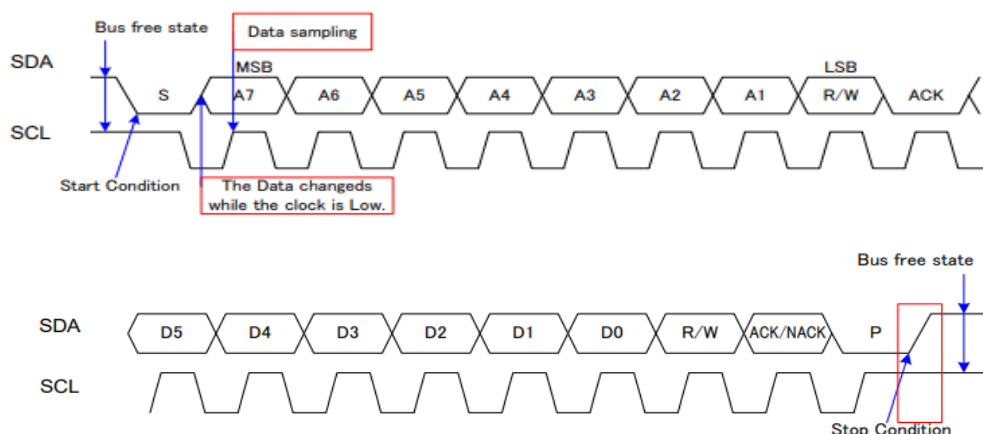 Bus free state
Data sampling
SDA
MSB
LSB
S
A7
A6
A5
A4
A3
A2
A1
R/W
ACK
SCL
Start Condition
The Data changeds
while the clock is Low.
Bus free state
SDA
D5
D4
D3
D2
D1
D0
R/W
ACK/NACK
P
SCL
Stop Condition